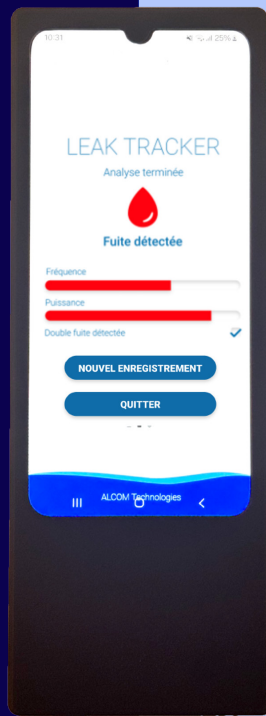 10:31
25%
LEAK TRACKER
Analyse terminée
Fuite détectée
Fréquence
Puissance
Double fuite détectée
NOUVEL ENREGISTREMENT
QUITTER
ALCOM Technologies